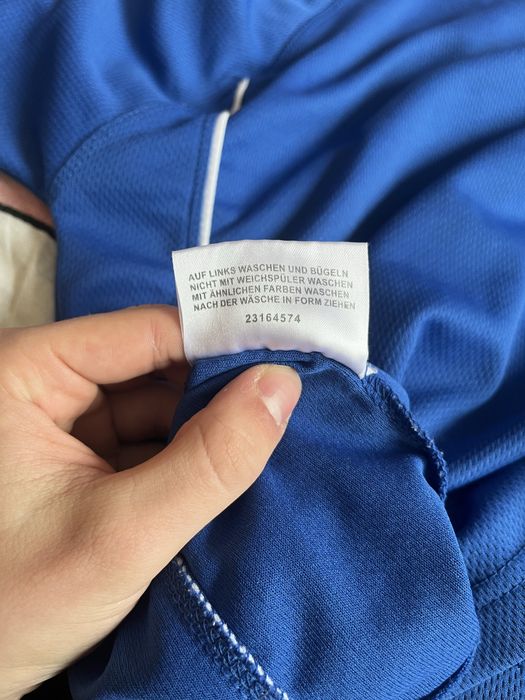 AUF LINKS WASCHEN UND BÜGELN
NICHT MIT WEICHSPÜLER WASCHEN
MIT ÄHNLICHEN FARBEN WASCHEN
NACH DER WÄSCHE IN FORM ZIEHEN
23164574